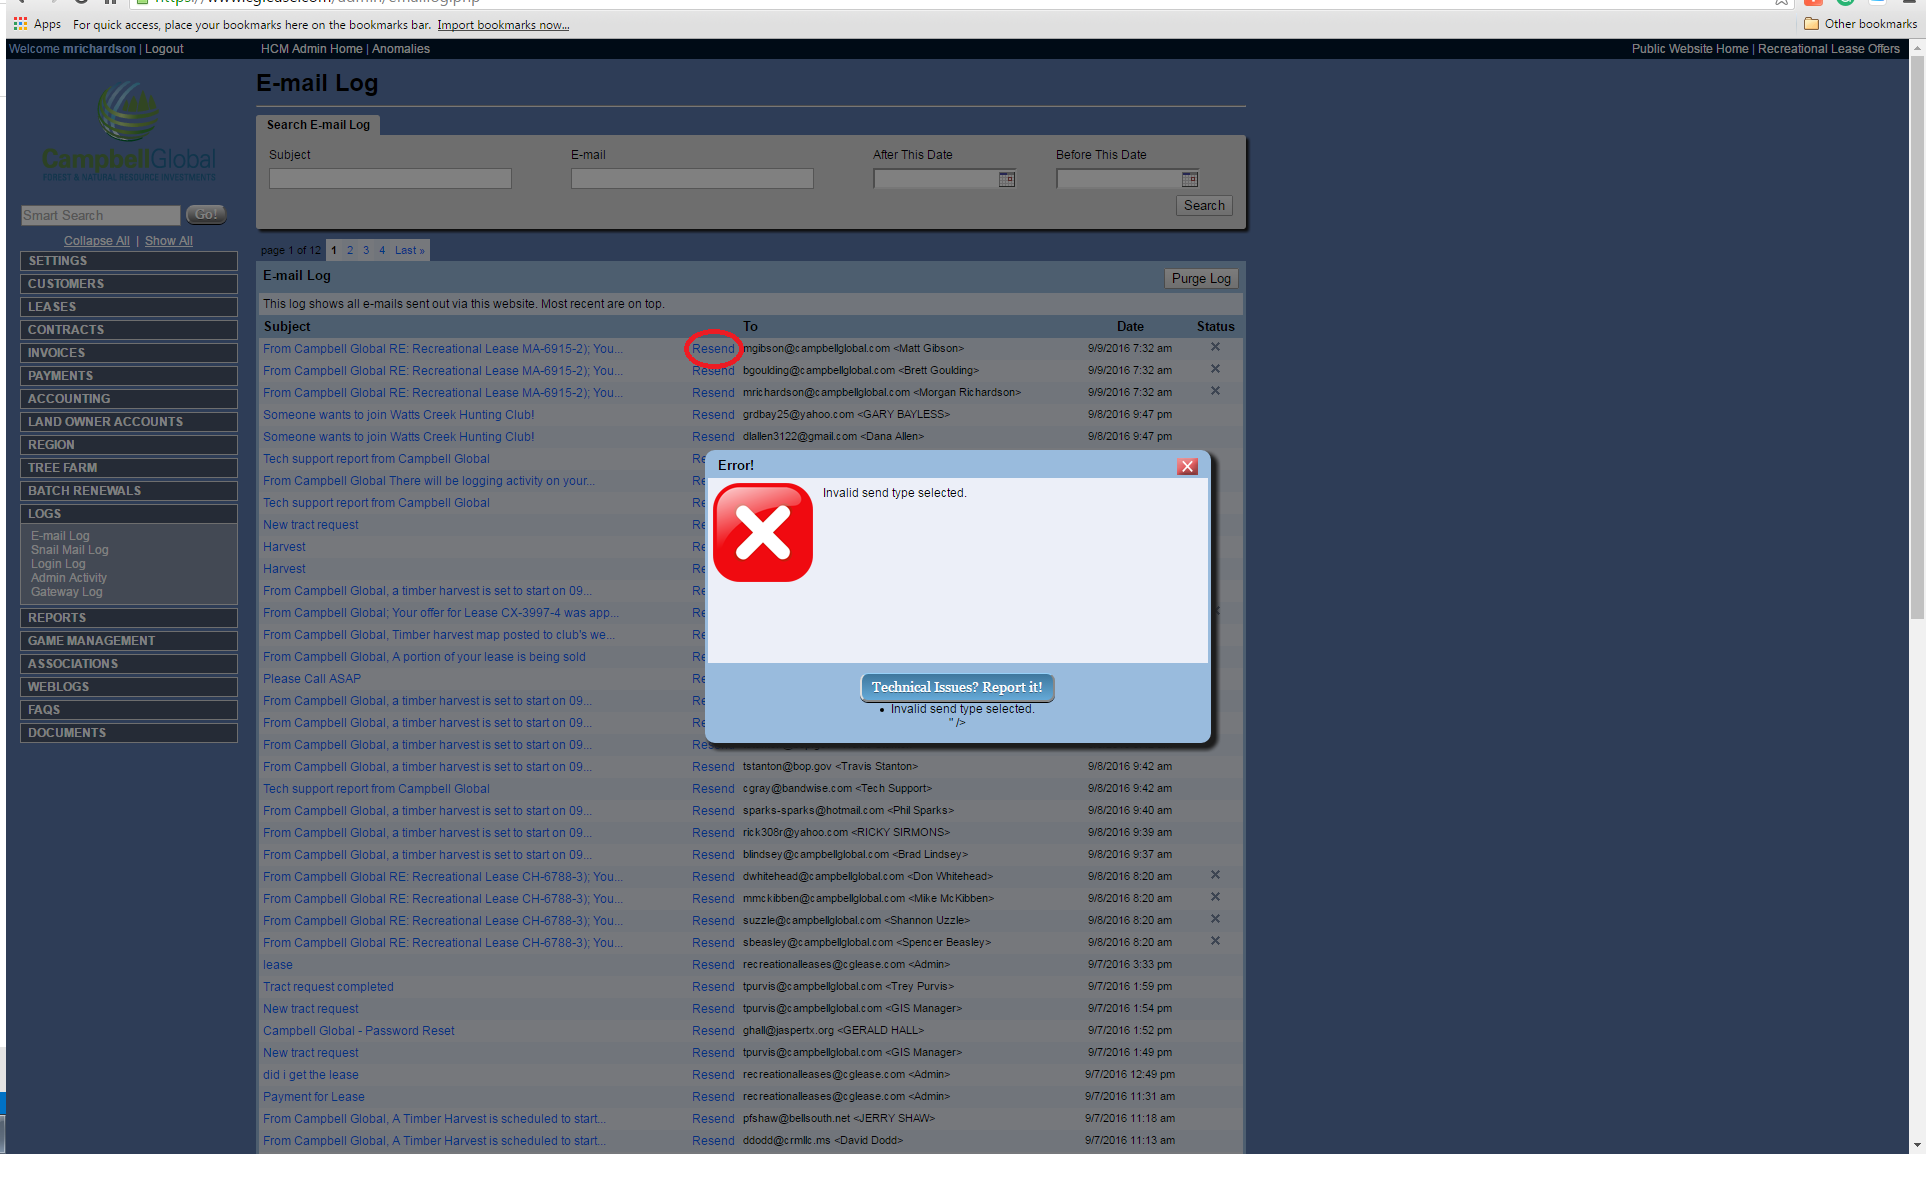 Apps For quick access, place your bookmarks here on the bookmarks bar. Import bookmarks now... Other bookmarks
Welcome mrichardson | Logout HCM Admin Home | Anomalies Public Website Home | Recreational Lease Offers
CampbellGlobal
FOREST & NATURAL RESOURCE INVESTMENTS
Smart Search Go!
Collapse All | Show All
SETTINGS
CUSTOMERS
LEASES
CONTRACTS
INVOICES
PAYMENTS
ACCOUNTING
LAND OWNER ACCOUNTS
REGION
TREE FARM
BATCH RENEWALS
LOGS
E-mail Log
Snail Mail Log
Login Log
Admin Activity
Gateway Log
REPORTS
GAME MANAGEMENT
ASSOCIATIONS
WEBLOGS
FAQS
DOCUMENTS
E-mail Log
Search E-mail Log
Subject E-mail After This Date Before This Date
Search
page 1 of 12 1 2 3 4 Last »
E-mail Log Purge Log
This log shows all e-mails sent out via this website. Most recent are on top.
Subject To Date Status
From Campbell Global RE: Recreational Lease MA-6915-2); You... Resend mgibson@campbellglobal.com <Matt Gibson> 9/9/2016 7:32 am
From Campbell Global RE: Recreational Lease MA-6915-2); You... Resend bgoulding@campbellglobal.com <Brett Goulding> 9/9/2016 7:32 am
From Campbell Global RE: Recreational Lease MA-6915-2); You... Resend mrichardson@campbellglobal.com <Morgan Richardson> 9/9/2016 7:32 am
Someone wants to join Watts Creek Hunting Club! Resend grdbay25@yahoo.com <GARY BAYLESS> 9/8/2016 9:47 pm
Someone wants to join Watts Creek Hunting Club! Resend dlallen3122@gmail.com <Dana Allen> 9/8/2016 9:47 pm
Tech support report from Campbell Global Re
From Campbell Global There will be logging activity on your... Re
Tech support report from Campbell Global Re
New tract request Re
Harvest Re
Harvest Re
From Campbell Global, a timber harvest is set to start on 09... Re
From Campbell Global; Your offer for Lease CX-3997-4 was app... Re
From Campbell Global, Timber harvest map posted to club's we... Re
From Campbell Global, A portion of your lease is being sold Re
Please Call ASAP Re
From Campbell Global, a timber harvest is set to start on 09... Re
From Campbell Global, a timber harvest is set to start on 09... Re
From Campbell Global, a timber harvest is set to start on 09...
From Campbell Global, a timber harvest is set to start on 09... Resend tstanton@bop.gov <Travis Stanton> 9/8/2016 9:42 am
Tech support report from Campbell Global Resend cgray@bandwise.com <Tech Support> 9/8/2016 9:42 am
From Campbell Global, a timber harvest is set to start on 09... Resend sparks-sparks@hotmail.com <Phil Sparks> 9/8/2016 9:40 am
From Campbell Global, a timber harvest is set to start on 09... Resend rick308r@yahoo.com <RICKY SIRMONS> 9/8/2016 9:39 am
From Campbell Global, a timber harvest is set to start on 09... Resend blindsey@campbellglobal.com <Brad Lindsey> 9/8/2016 9:37 am
From Campbell Global RE: Recreational Lease CH-6788-3); You... Resend dwhitehead@campbellglobal.com <Don Whitehead> 9/8/2016 8:20 am
From Campbell Global RE: Recreational Lease CH-6788-3); You... Resend mmckibben@campbellglobal.com <Mike McKibben> 9/8/2016 8:20 am
From Campbell Global RE: Recreational Lease CH-6788-3); You... Resend suzzle@campbellglobal.com <Shannon Uzzle> 9/8/2016 8:20 am
From Campbell Global RE: Recreational Lease CH-6788-3); You... Resend sbeasley@campbellglobal.com <Spencer Beasley> 9/8/2016 8:20 am
lease Resend recreationalleases@cglease.com <Admin> 9/7/2016 3:33 pm
Tract request completed Resend tpurvis@campbellglobal.com <Trey Purvis> 9/7/2016 1:59 pm
New tract request Resend tpurvis@campbellglobal.com <GIS Manager> 9/7/2016 1:54 pm
Campbell Global - Password Reset Resend ghall@jaspertx.org <GERALD HALL> 9/7/2016 1:52 pm
New tract request Resend tpurvis@campbellglobal.com <GIS Manager> 9/7/2016 1:49 pm
did i get the lease Resend recreationalleases@cglease.com <Admin> 9/7/2016 12:49 pm
Payment for Lease Resend recreationalleases@cglease.com <Admin> 9/7/2016 11:31 am
From Campbell Global, A Timber Harvest is scheduled to start... Resend pfshaw@bellsouth.net <JERRY SHAW> 9/7/2016 11:18 am
From Campbell Global, A Timber Harvest is scheduled to start... Resend ddodd@crmllc.ms <David Dodd> 9/7/2016 11:13 am
Error!
Invalid send type selected.
Technical Issues? Report it!
• Invalid send type selected.
" />